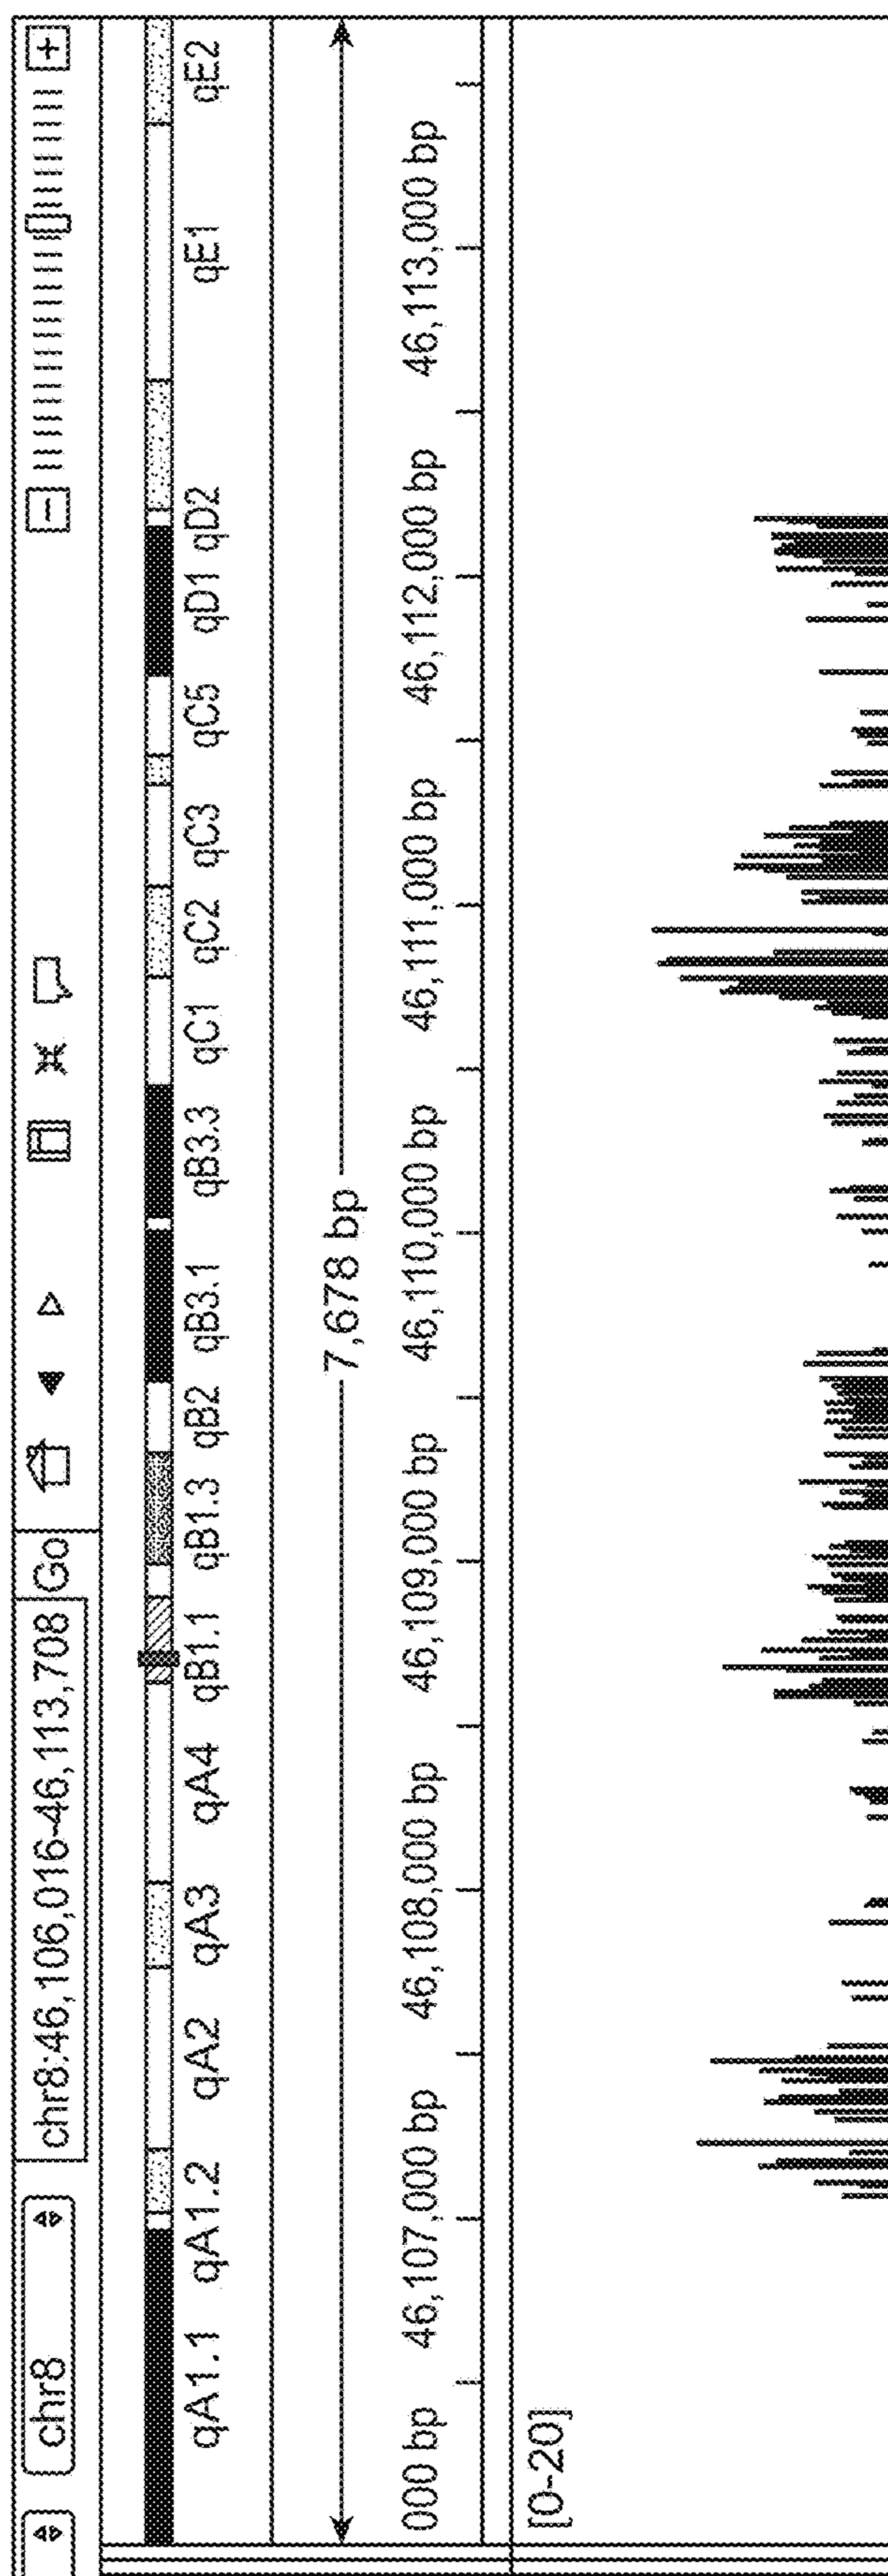 chr8 chr8:46,106,016-46,113,708 Go
qA1.1 qA1.2 qA2 qA3 qA4 qB1.1 qB1.3 qB2 qB3.1 qB3.3 qC1 qC2 qC3 qC5 qD1 qD2 qE1 qE2
7,678 bp
000 bp 46,107,000 bp 46,108,000 bp 46,109,000 bp 46,110,000 bp 46,111,000 bp 46,112,000 bp 46,113,000 bp
[0-20]